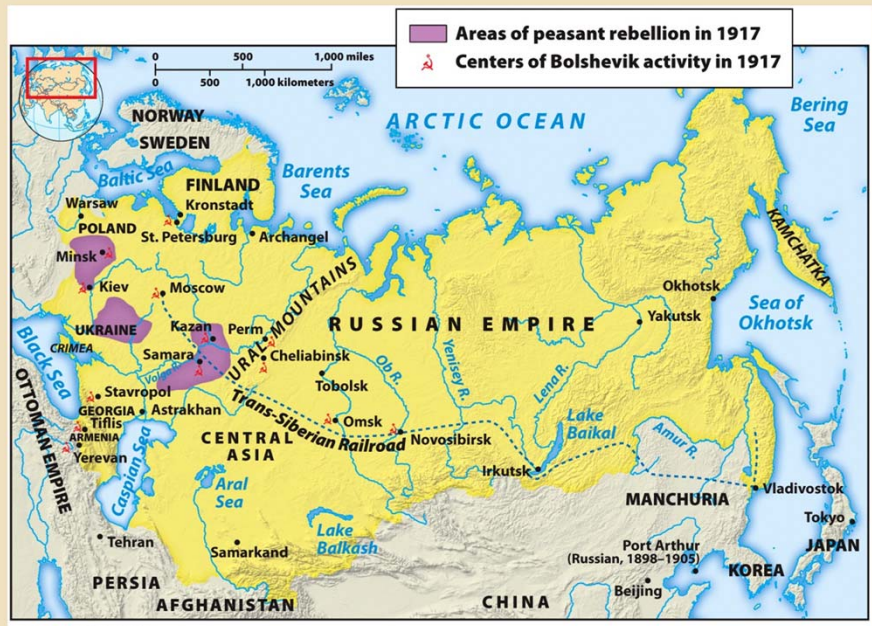 Areas of peasant rebellion in 1917
Centers of Bolshevik activity in 1917
0 1,000 miles
0 500 1,000 kilometers
NORWAY
SWEDEN
FINLAND
ARCTIC OCEAN
Bering
Sea
Baltic Sea
Barents
Sea
Kronstadt
St. Petersburg
Archangel
Warsaw
POLAND
Minsk
Kiev
Moscow
UKRAINE
CRIMEA
Kazan
Perm
Samara
Volga R.
URAL MOUNTAINS
Cheliabinsk
Tobolsk
RUSSIAN EMPIRE
Ob R.
Yenisey R.
Lena R.
Yakutsk
Okhotsk
KAMCHATKA
Sea of
Okhotsk
Black Sea
OTTOMAN EMPIRE
Stavropol
GEORGIA
Astrakhan
Tiflis
ARMENIA
Yerevan
Caspian Sea
CENTRAL
ASIA
Aral
Sea
Trans-Siberian Railroad
Omsk
Novosibirsk
Lake
Baikal
Irkutsk
Amur R.
MANCHURIA
Vladivostok
Tehran
PERSIA
Samarkand
Lake
Balkash
AFGHANISTAN
CHINA
Port Arthur
(Russian, 1898–1905)
Beijing
KOREA
Tokyo
JAPAN